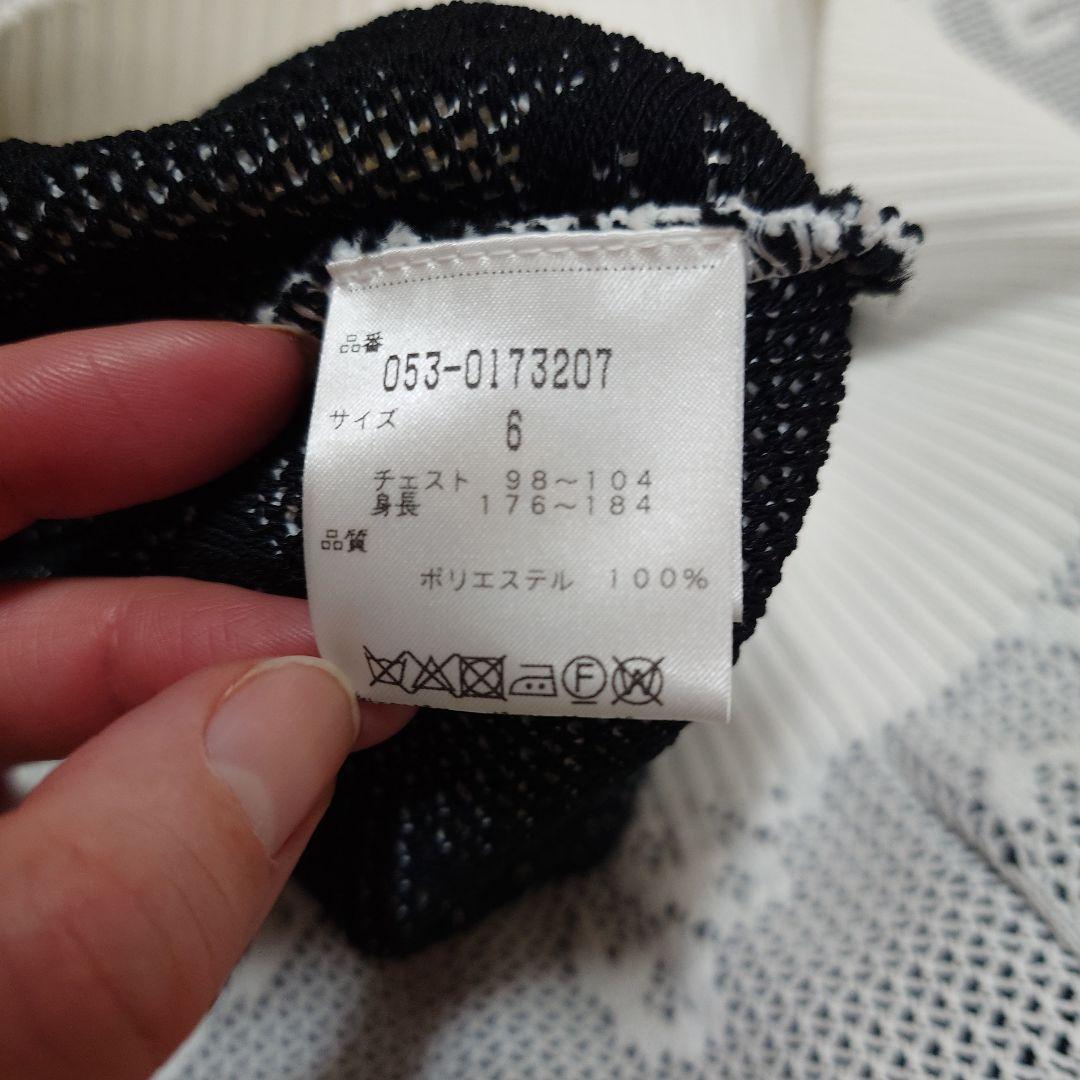 品番
053-0173207
サイズ
6
チェスト 98～104
身長 176～184
品質
ポリエステル 100%
F
W